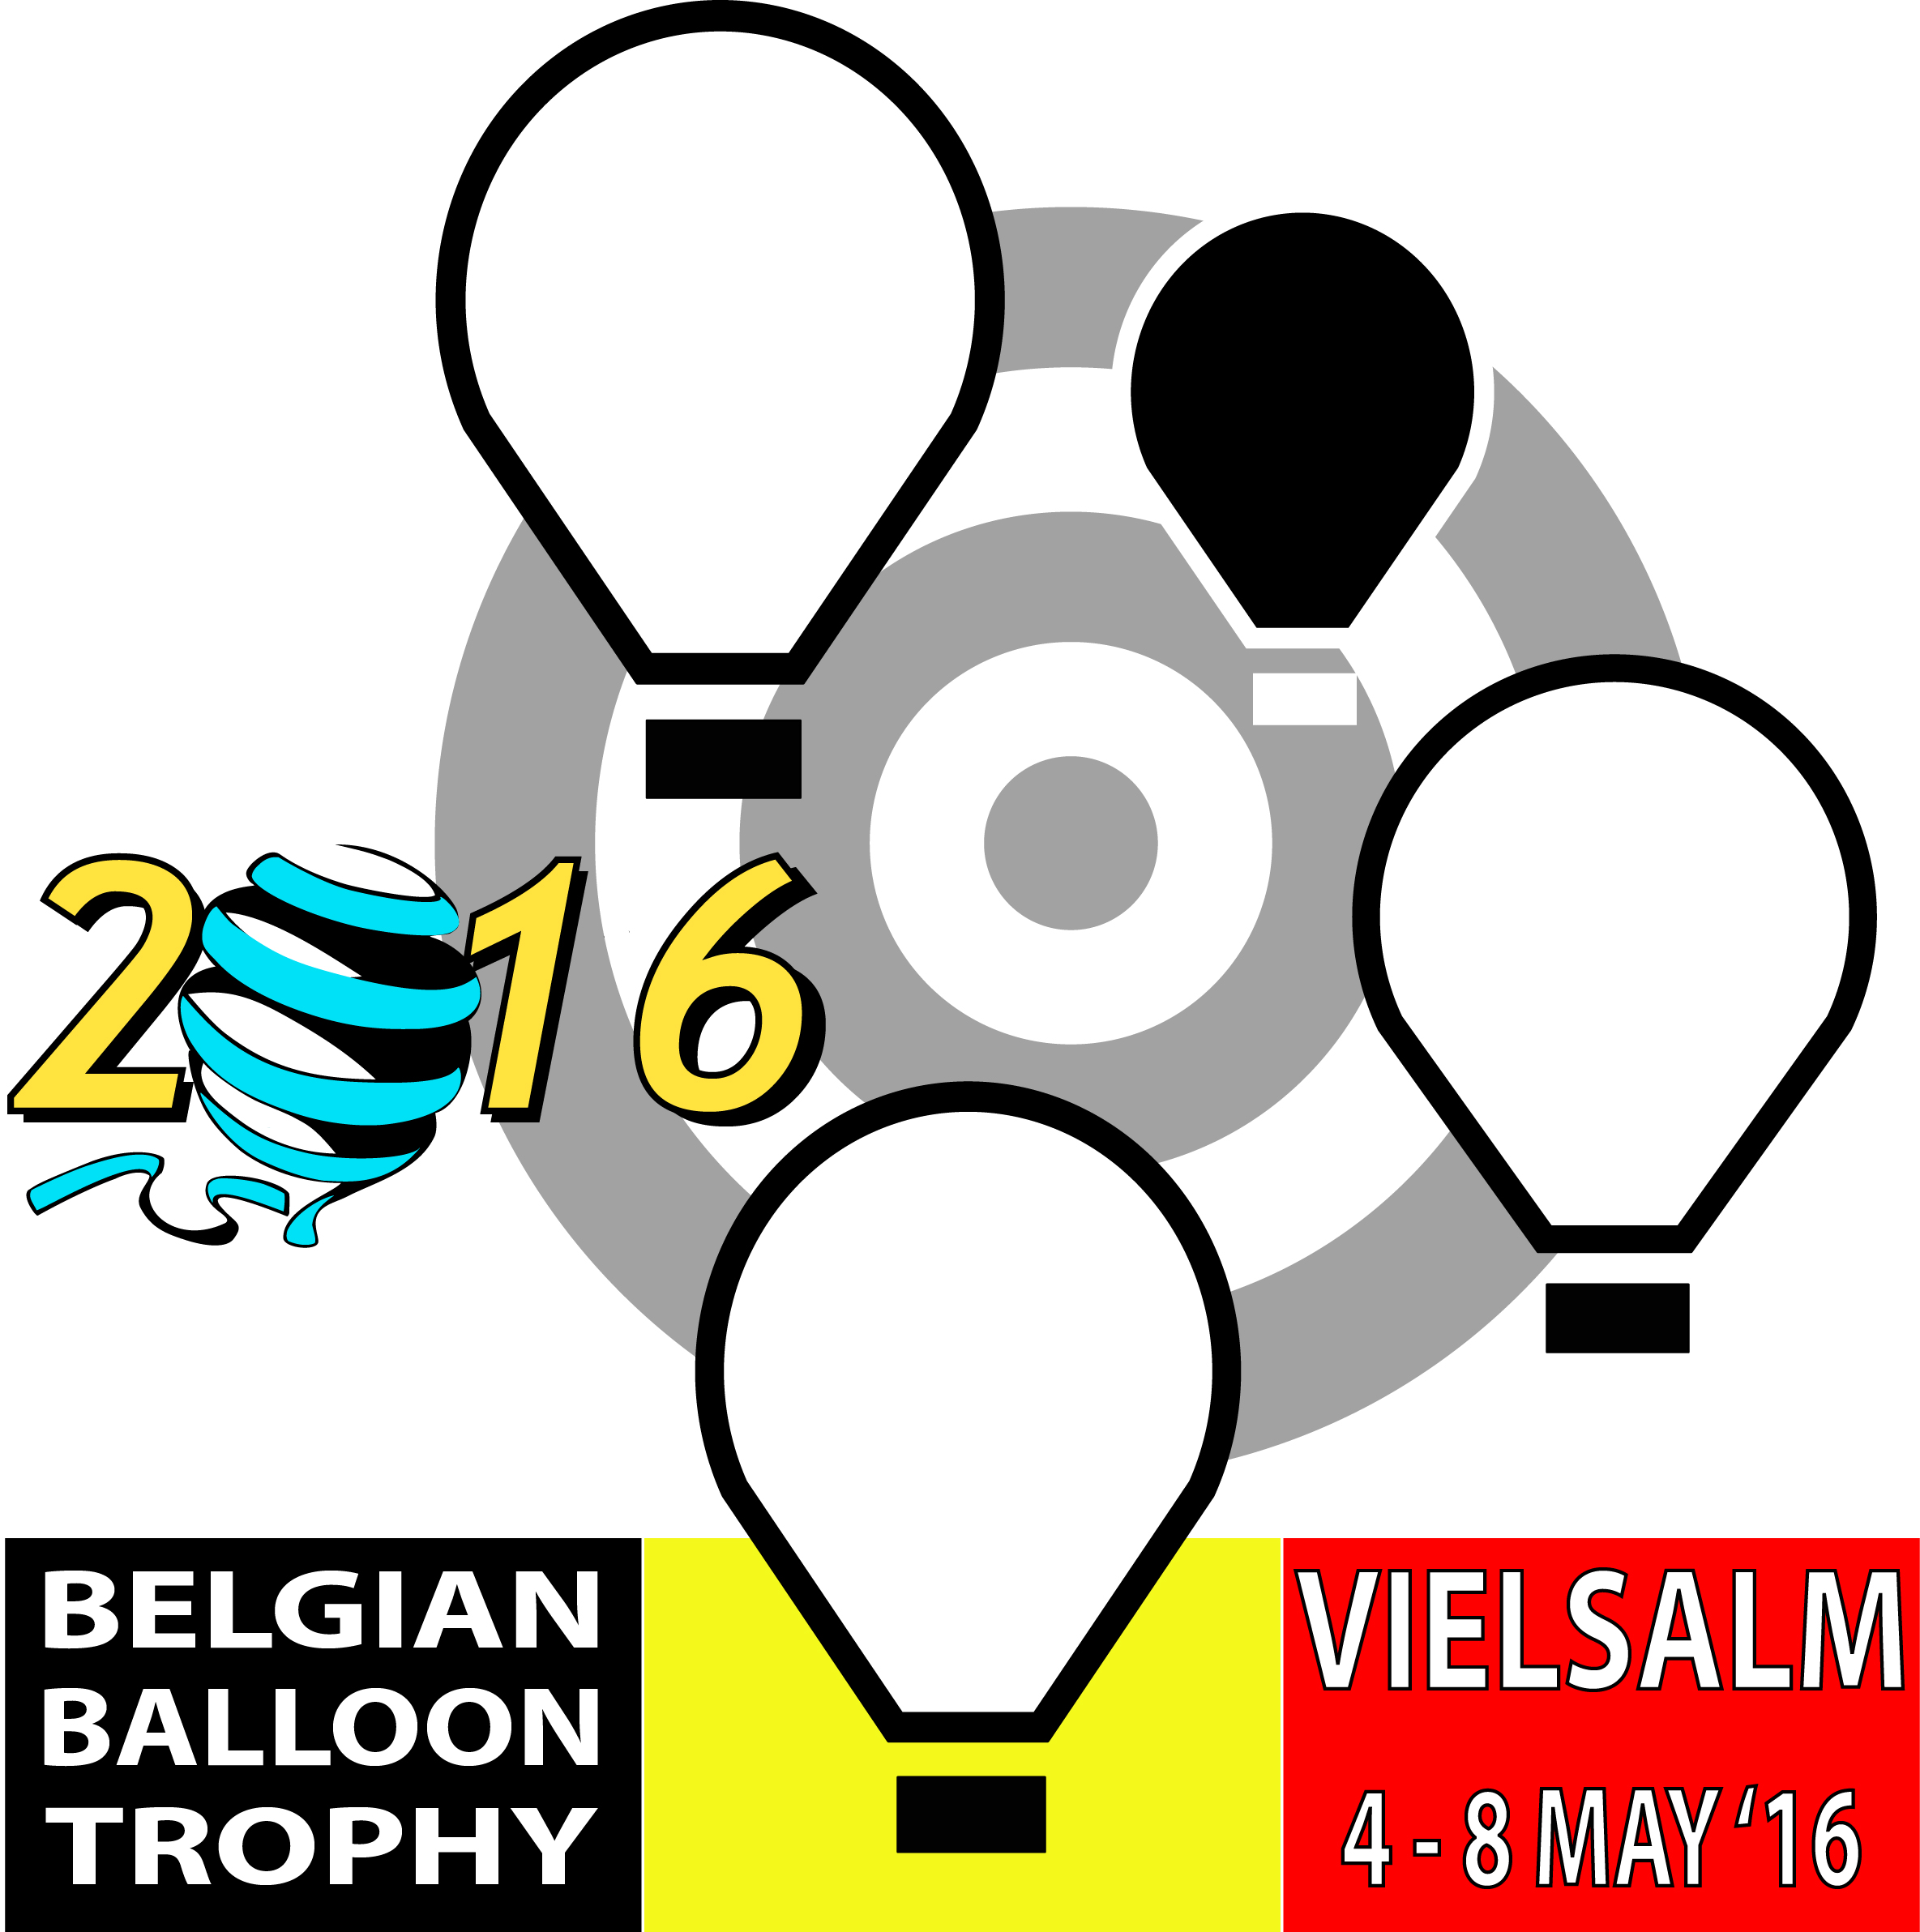 2016
BELGIAN
BALLOON
TROPHY
VIELSALM
4 - 8 MAY ‘16